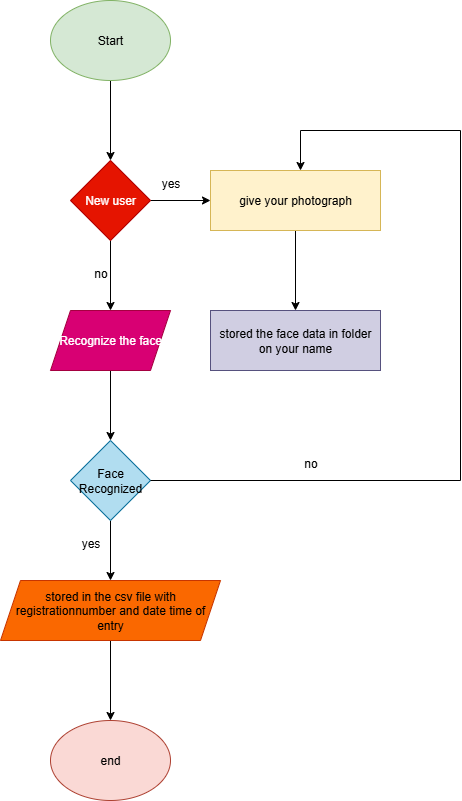 Start
New user
yes
give your photograph
no
Recognize the face
stored the face data in folder
on your name
Face
Recognized
no
yes
stored in the csv file with
registrationnumber and date time of
entry
end